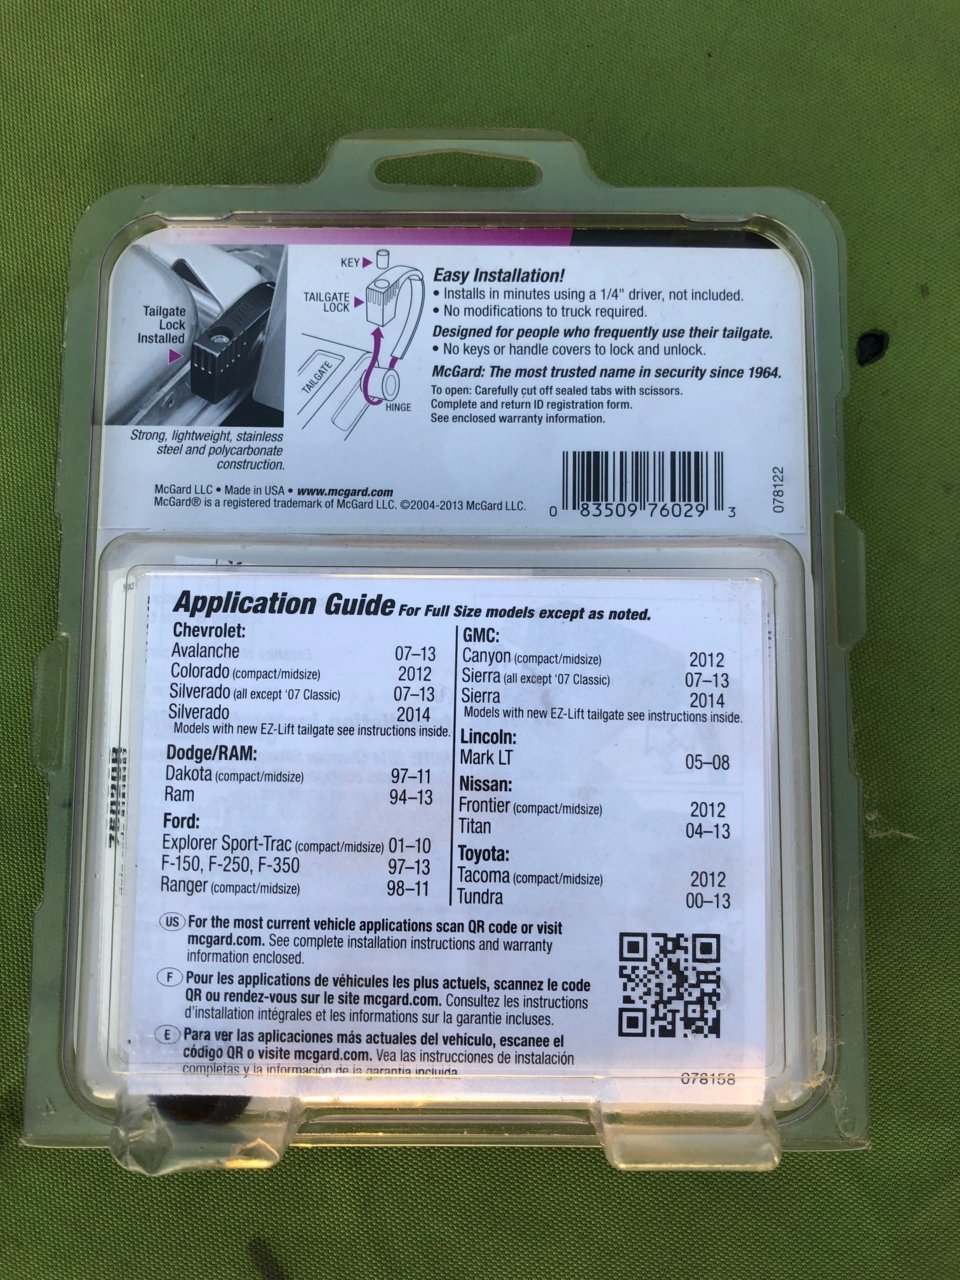 KEY
TAILGATE
LOCK
TAILGATE
HINGE
Tailgate
Lock
Installed
Strong, lightweight, stainless
steel and polycarbonate
construction.
Easy Installation!
• Installs in minutes using a 1/4" driver, not included.
• No modifications to truck required.
Designed for people who frequently use their tailgate.
• No keys or handle covers to lock and unlock.
McGard: The most trusted name in security since 1964.
To open: Carefully cut off sealed tabs with scissors.
Complete and return ID registration form.
See enclosed warranty information.
McGard LLC • Made in USA • www.mcgard.com
McGard® is a registered trademark of McGard LLC. ©2004-2013 McGard LLC.
0 83509 76029 3
078122
Application Guide For Full Size models except as noted.
Chevrolet:
Avalanche 07–13
Colorado (compact/midsize) 2012
Silverado (all except '07 Classic) 07–13
Silverado 2014
Models with new EZ-Lift tailgate see instructions inside.
Dodge/RAM:
Dakota (compact/midsize) 97–11
Ram 94–13
Ford:
Explorer Sport-Trac (compact/midsize) 01–10
F-150, F-250, F-350 97–13
Ranger (compact/midsize) 98–11
GMC:
Canyon (compact/midsize) 2012
Sierra (all except '07 Classic) 07–13
Sierra 2014
Models with new EZ-Lift tailgate see instructions inside.
Lincoln:
Mark LT 05–08
Nissan:
Frontier (compact/midsize) 2012
Titan 04–13
Toyota:
Tacoma (compact/midsize) 2012
Tundra 00–13
US For the most current vehicle applications scan QR code or visit
mcgard.com. See complete installation instructions and warranty
information enclosed.
F Pour les applications de véhicules les plus actuels, scannez le code
QR ou rendez-vous sur le site mcgard.com. Consultez les instructions
d'installation intégrales et les informations sur la garantie incluses.
E Para ver las aplicaciones más actuales del vehículo, escanee el
código QR o visite mcgard.com. Vea las instrucciones de instalación
completas y la información de la garantía incluida.
078158